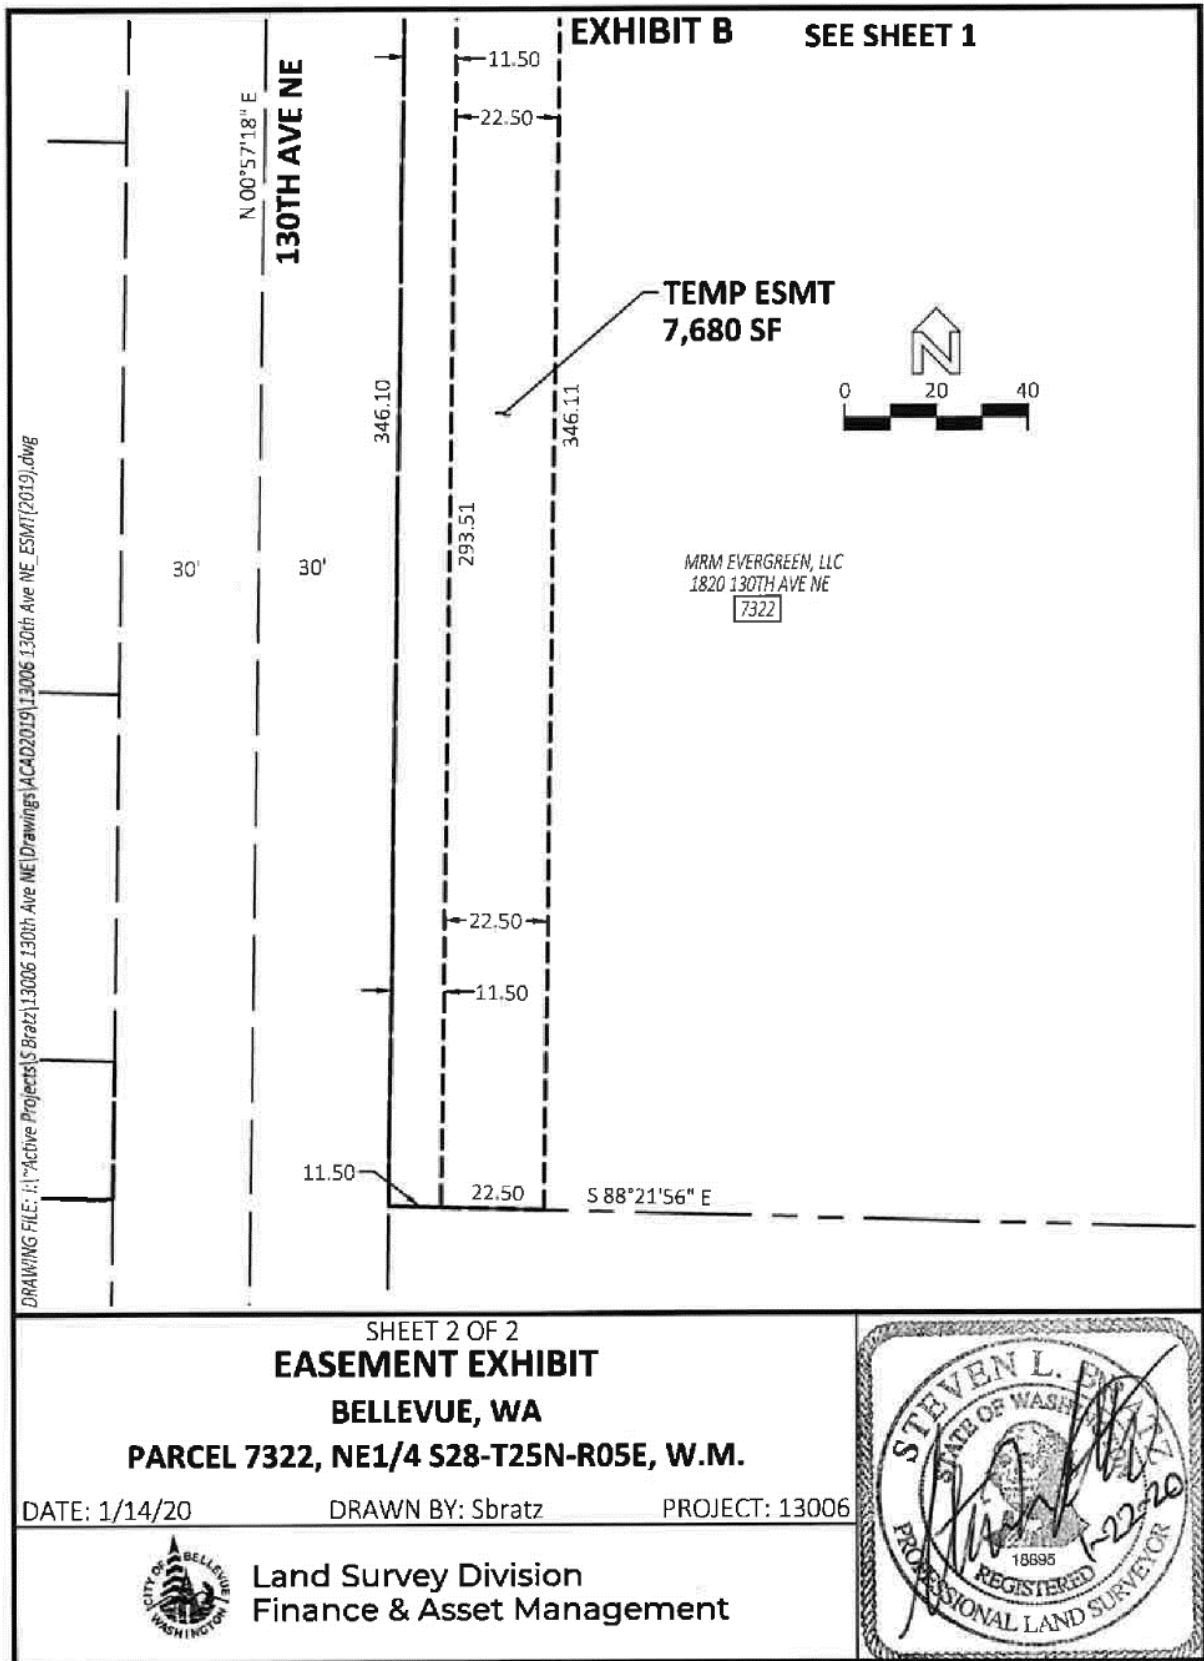 EXHIBIT B
SEE SHEET 1
11.50
22.50
N 00°57'18" E
130TH AVE NE
TEMP ESMT
7,680 SF
N
0 20 40
346.10
346.11
293.51
30'
30'
MRM EVERGREEN, LLC
1820 130TH AVE NE
7322
22.50
11.50
11.50
22.50
S 88°21'56" E
DRAWING FILE: I:\~Active Projects\S Bratz\13006 130th Ave NE\Drawings\ACAD2019\13006 130th Ave NE_ESMT(2019).dwg
SHEET 2 OF 2
EASEMENT EXHIBIT
BELLEVUE, WA
PARCEL 7322, NE1/4 S28-T25N-R05E, W.M.
DATE: 1/14/20 DRAWN BY: Sbratz PROJECT: 13006
CITY OF BELLEVUE
WASHINGTON
Land Survey Division
Finance & Asset Management
STEVEN L.
STATE OF
18695
REGISTERED
PROFESSIONAL LAND SURVEYOR
1-22-20